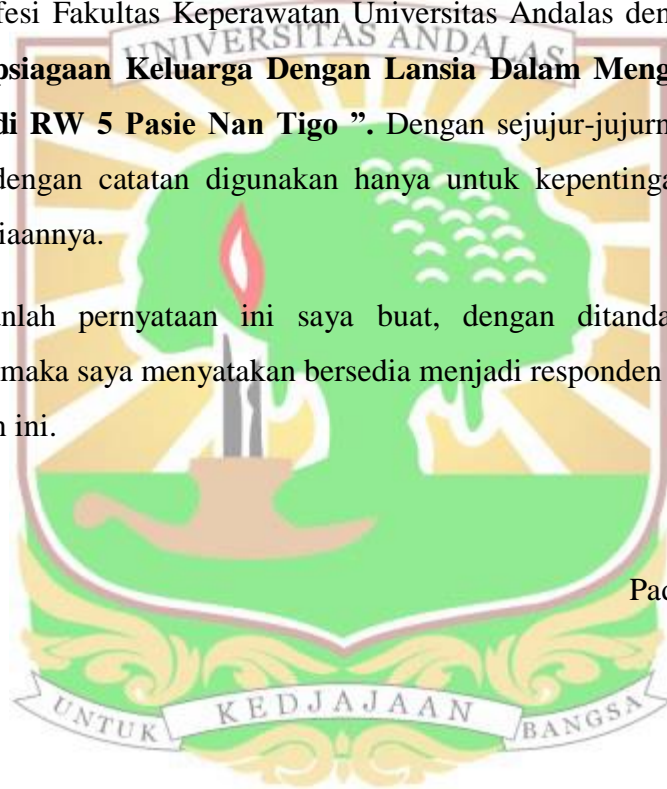 fesi Fakultas Keperawatan Universitas Andalas den
UNIVERSITAS ANDALAS
psiagaan Keluarga Dengan Lansia Dalam Meng
di RW 5 Pasie Nan Tigo ”. Dengan sejujur-jujurn
dengan catatan digunakan hanya untuk kepentinga
iaannya.
nlah pernyataan ini saya buat, dengan ditanda
maka saya menyatakan bersedia menjadi responden
n ini.
Pad
UNTUK KEDJAJAAN BANGSA